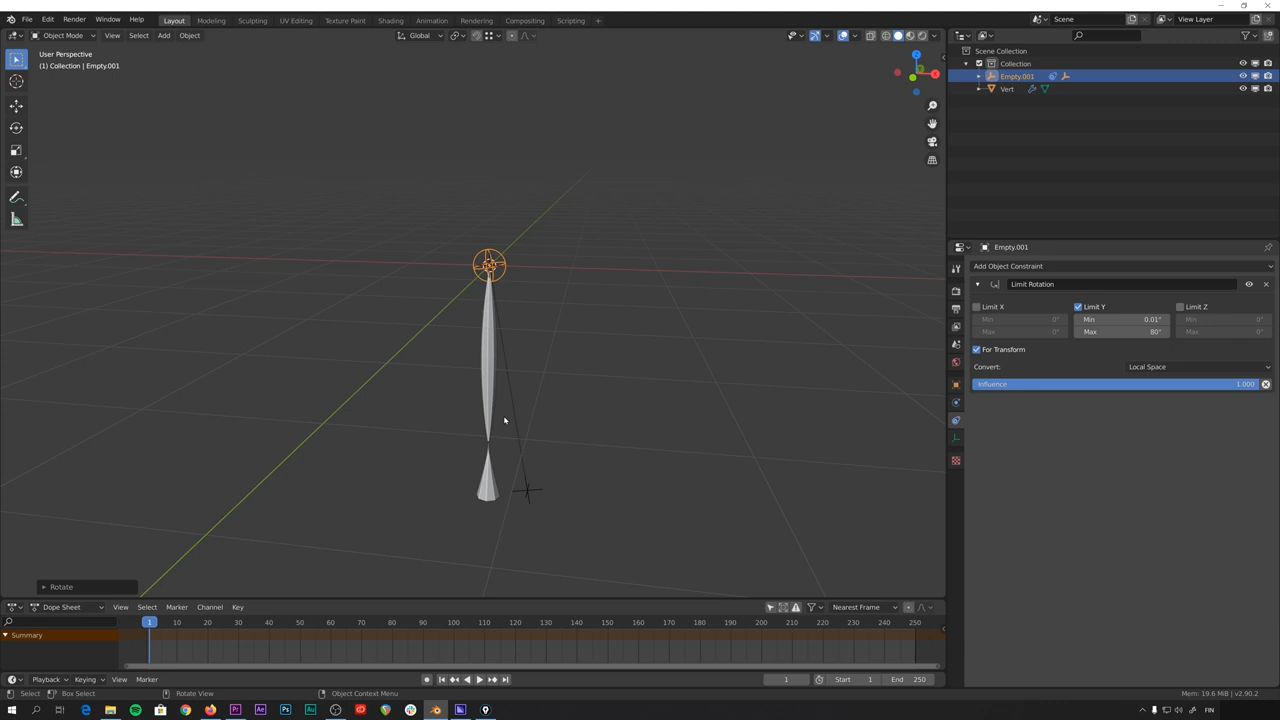 File Edit Render Window Help Layout Modeling Sculpting UV Editing Texture Paint Shading Animation Rendering Compositing Scripting + Scene View Layer
Object Mode View Select Add Object Global
User Perspective
(1) Collection | Empty.001
Scene Collection
Collection
Empty.001
Vert
Empty.001
Add Object Constraint
Limit Rotation
Limit X Limit Y Limit Z
Min 0° Min 0.01° Min 0°
Max 0° Max 80° Max 0°
For Transform
Convert: Local Space
Influence 1.000
Rotate
Dope Sheet View Select Marker Channel Key Nearest Frame
1 10 20 30 40 50 60 70 80 90 100 110 120 130 140 150 160 170 180 190 200 210 220 230 240 250
Summary
Playback Keying View Marker 1 Start 1 End 250
Select Box Select Rotate View Object Context Menu Mem: 19.6 MiB | v2.90.2
FIN